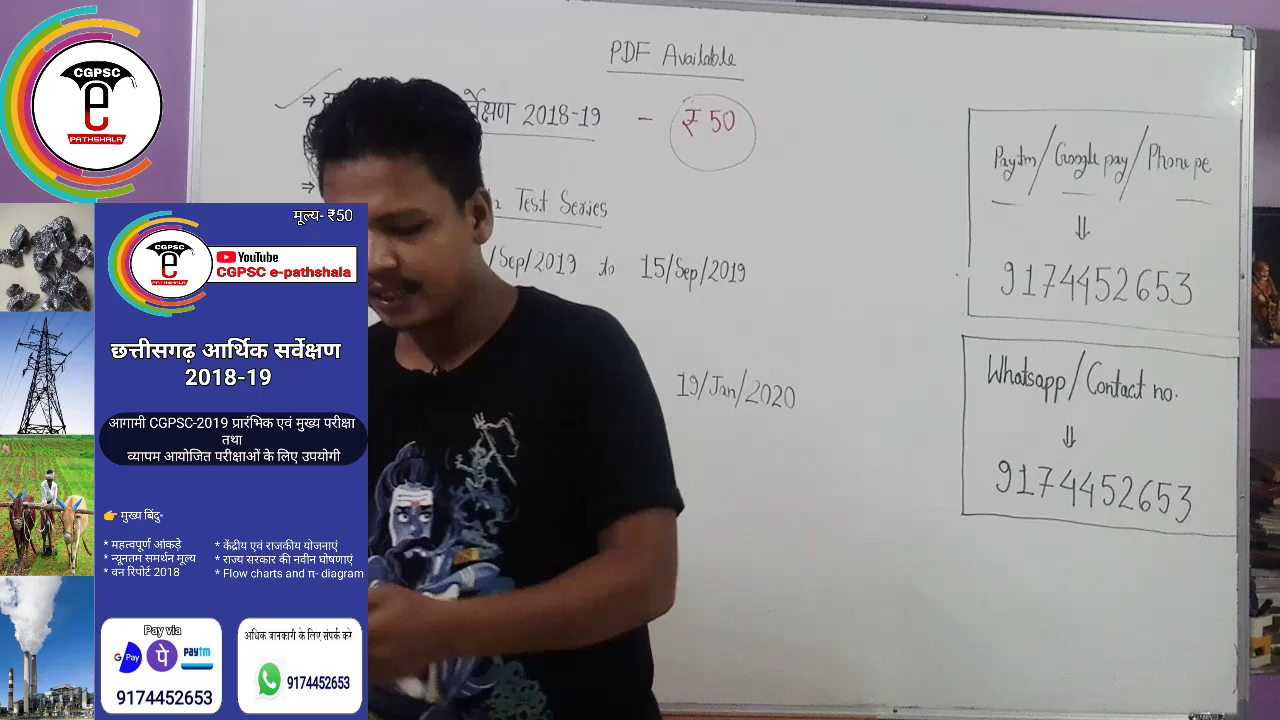 PDF Available
⇒ र्वेक्षण 2018-19 - ₹ 50
⇒ Test Series
/Sep/2019 to 15/Sep/2019
19/Jan/2020
Paytm/Google pay/Phone pe
⇓
9174452653
Whatsapp/Contact no.
⇓
9174452653
CGPSC
e
PATHSHALA
मूल्य- ₹50
CGPSC
e
PATHSHALA
YouTube
CGPSC e-pathshala
छत्तीसगढ़ आर्थिक सर्वेक्षण
2018-19
आगामी CGPSC-2019 प्रारंभिक एवं मुख्य परीक्षा
तथा
व्यापम आयोजित परीक्षाओं के लिए उपयोगी
👉 मुख्य बिंदु-
* महत्वपूर्ण आंकड़े
* न्यूनतम समर्थन मूल्य
* वन रिपोर्ट 2018
* केंद्रीय एवं राजकीय योजनाएं
* राज्य सरकार की नवीन घोषणाएं
* Flow charts and π- diagram
Pay via
G Pay पे paytm
9174452653
अधिक जानकारी के लिए संपर्क करे
9174452653